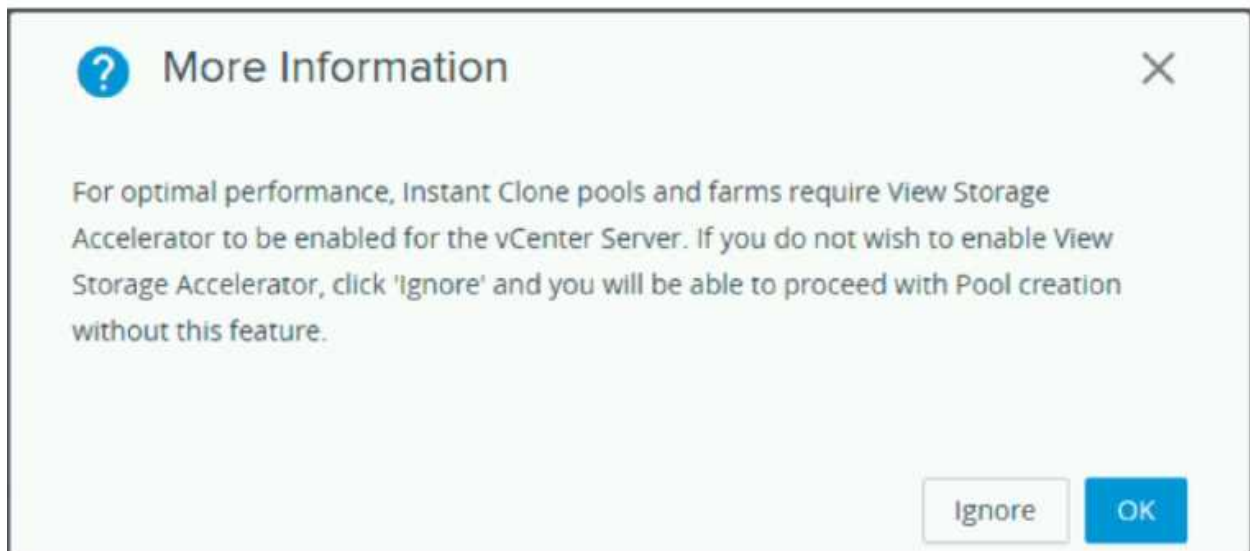 More Information
For optimal performance, Instant Clone pools and farms require View Storage
Accelerator to be enabled for the vCenter Server. If you do not wish to enable View
Storage Accelerator, click 'Ignore' and you will be able to proceed with Pool creation
without this feature.
Ignore
OK